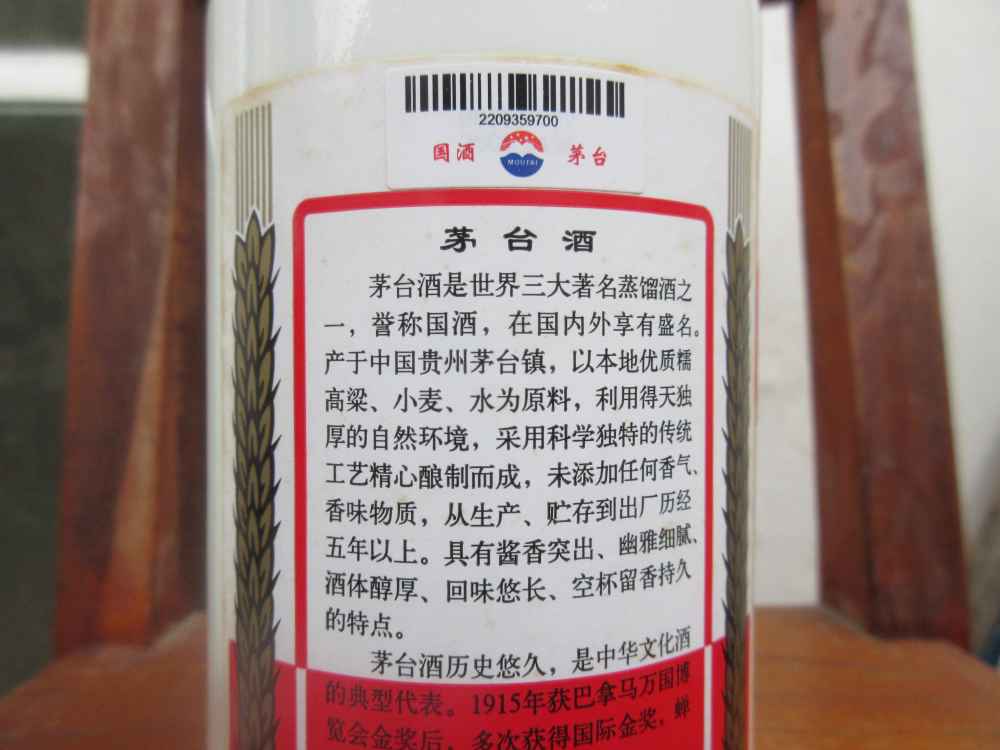 2209359700
国酒 MOUTAI 茅台
茅台酒
茅台酒是世界三大著名蒸馏酒之
一，誉称国酒，在国内外享有盛名。
产于中国贵州茅台镇，以本地优质糯
高粱、小麦、水为原料，利用得天独
厚的自然环境，采用科学独特的传统
工艺精心酿制而成，未添加任何香气、
香味物质，从生产、贮存到出厂历经
五年以上。具有酱香突出、幽雅细腻、
酒体醇厚、回味悠长、空杯留香持久
的特点。
茅台酒历史悠久，是中华文化酒
的典型代表。1915年获巴拿马万国博
览会金奖后，多次获得国际金奖，蝉